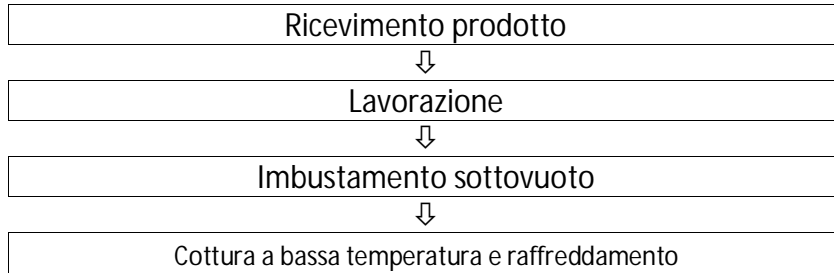 Ricevimento prodotto
⇩
Lavorazione
⇩
Imbustamento sottovuoto
⇩
Cottura a bassa temperatura e raffreddamento